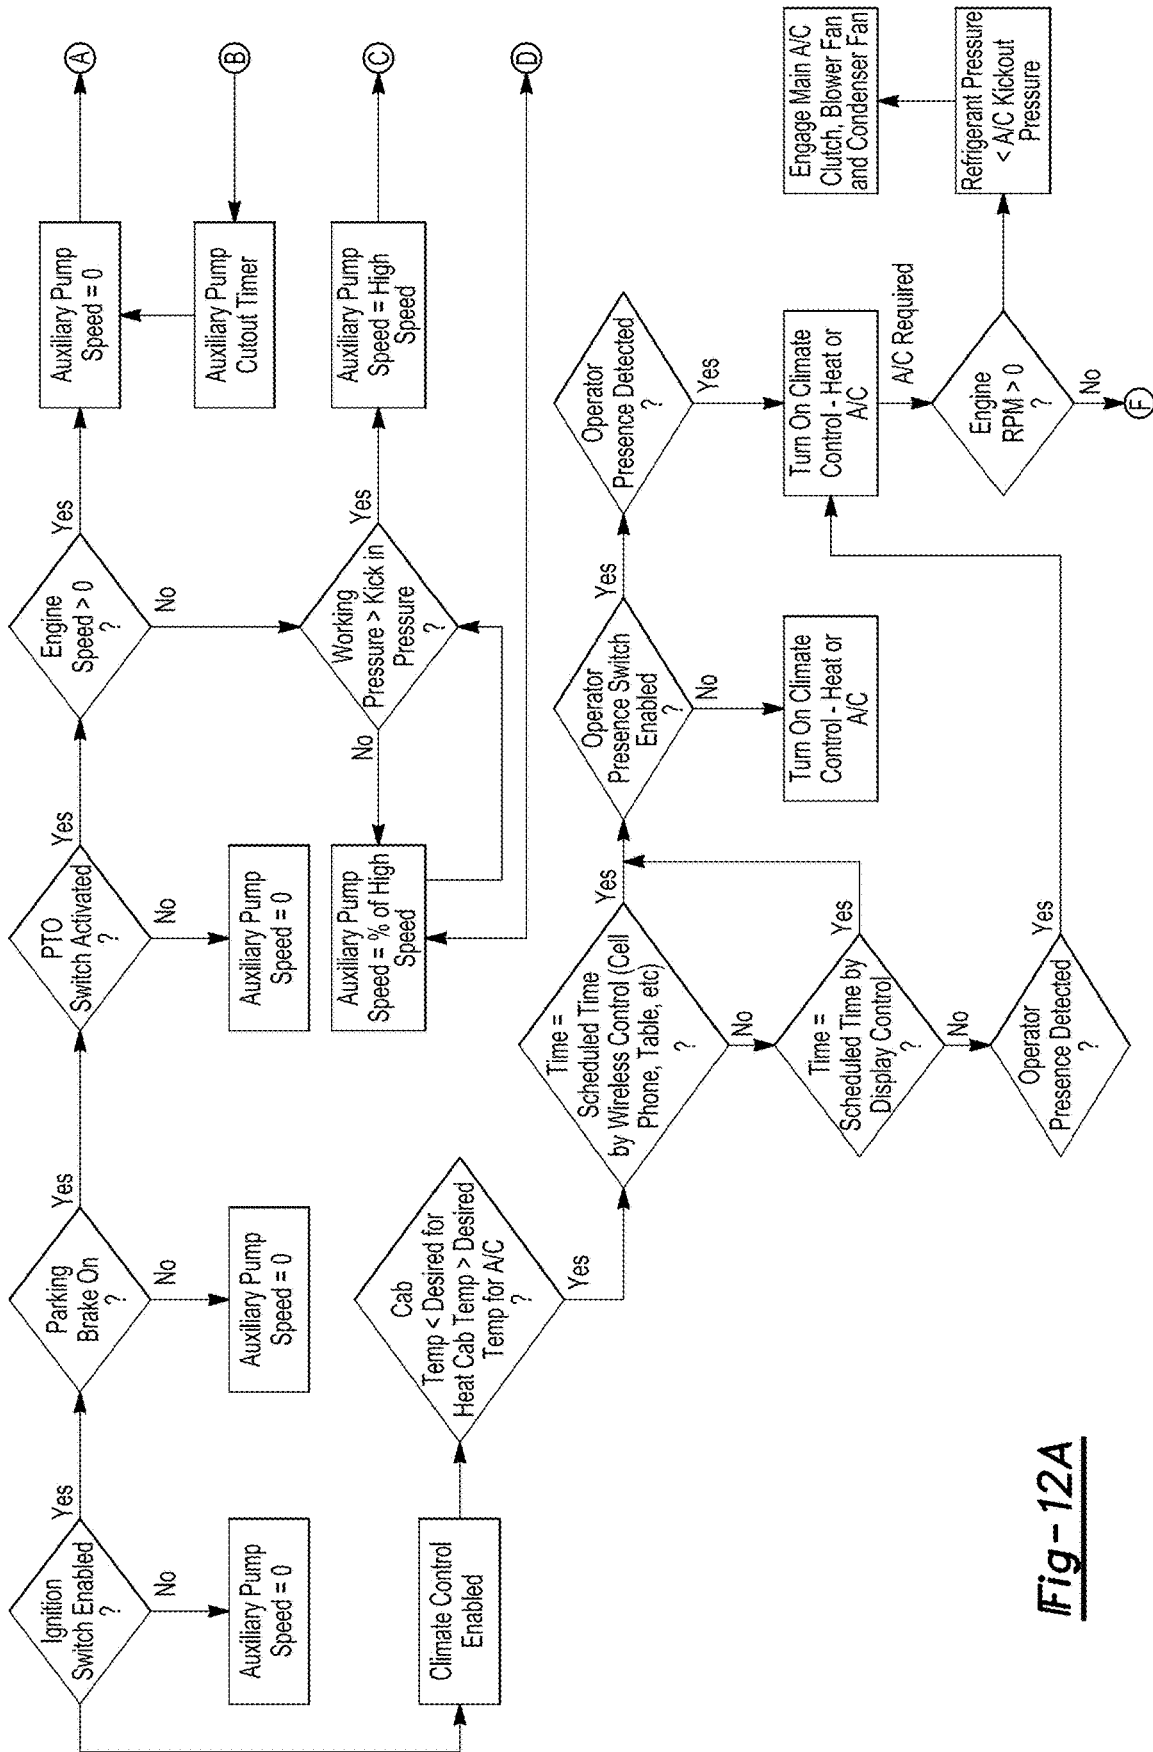 Ignition
Switch Enabled
?
Yes
No
Auxiliary Pump
Speed = 0
Parking
Brake On
?
Yes
No
Auxiliary Pump
Speed = 0
PTO
Switch Activated
?
Yes
No
Auxiliary Pump
Speed = 0
Engine
Speed > 0
?
Yes
No
Auxiliary Pump
Speed = 0
A
Auxiliary Pump
Cutout Timer
B
Working
Pressure > Kick in
Pressure
?
Yes
No
Auxiliary Pump
Speed = High
Speed
C
Auxiliary Pump
Speed = % of High
Speed
D
Climate Control
Enabled
Cab
Temp < Desired for
Heat Cab Temp > Desired
Temp for A/C
?
Yes
Time =
Scheduled Time
by Wireless Control (Cell
Phone, Table, etc)
?
Yes
No
Time =
Scheduled Time by
Display Control
?
Yes
No
Operator
Presence Detected
?
Yes
Operator
Presence Switch
Enabled
?
Yes
No
Turn On Climate
Control - Heat or
A/C
Operator
Presence Detected
?
Yes
Turn On Climate
Control - Heat or
A/C
A/C Required
Engine
RPM > 0
?
No
F
Refrigerant Pressure
< A/C Kickout
Pressure
Engage Main A/C
Clutch, Blower Fan
and Condenser Fan
Fig-12A